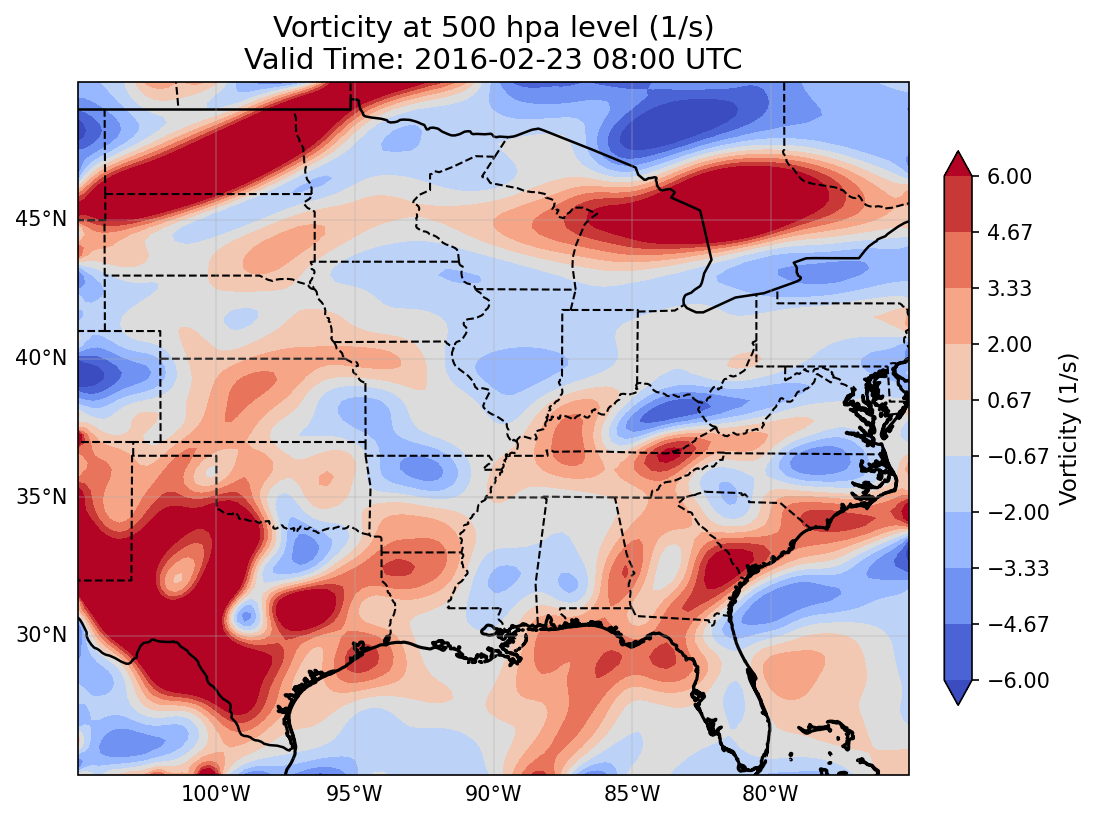 Vorticity at 500 hpa level (1/s)
Valid Time: 2016-02-23 08:00 UTC
45°N
40°N
35°N
30°N
100°W
95°W
90°W
85°W
80°W
6.00
4.67
3.33
2.00
0.67
−0.67
−2.00
−3.33
−4.67
−6.00
Vorticity (1/s)